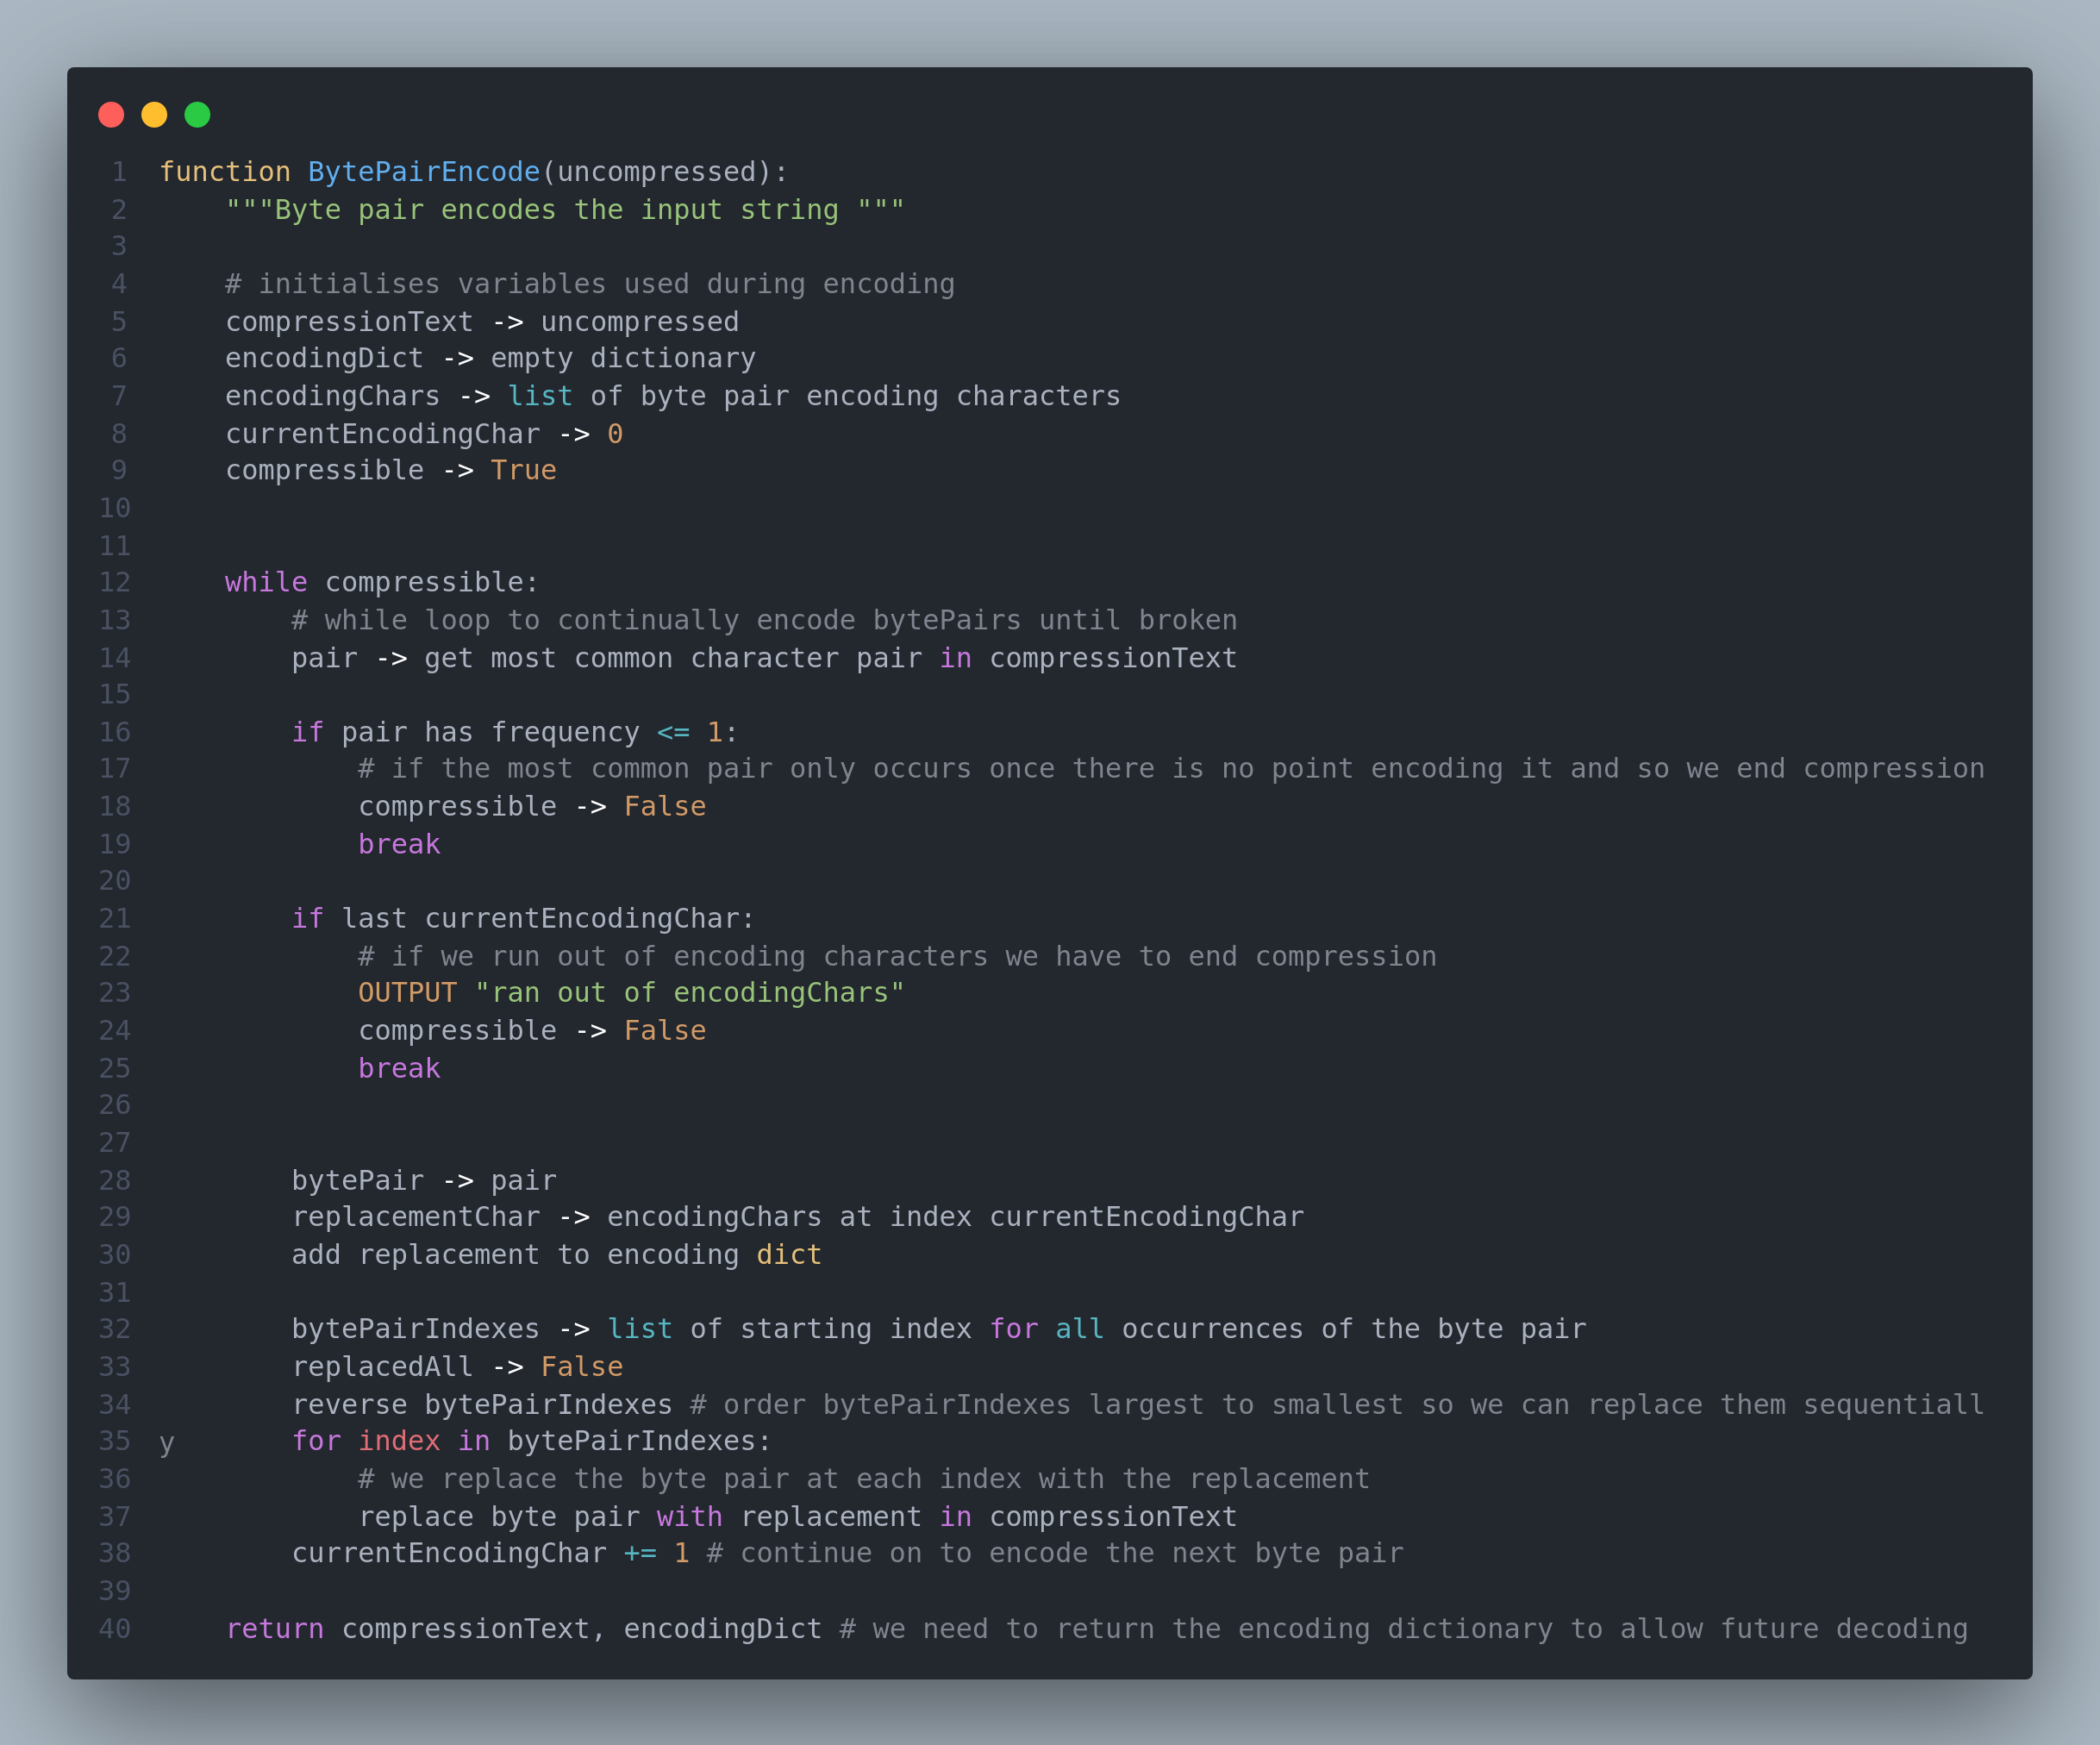 1 function BytePairEncode(uncompressed):
2     """Byte pair encodes the input string """
3
4     # initialises variables used during encoding
5     compressionText -> uncompressed
6     encodingDict -> empty dictionary
7     encodingChars -> list of byte pair encoding characters
8     currentEncodingChar -> 0
9     compressible -> True
10
11
12     while compressible:
13         # while loop to continually encode bytePairs until broken
14         pair -> get most common character pair in compressionText
15
16         if pair has frequency <= 1:
17             # if the most common pair only occurs once there is no point encoding it and so we end compression
18             compressible -> False
19             break
20
21         if last currentEncodingChar:
22             # if we run out of encoding characters we have to end compression
23             OUTPUT "ran out of encodingChars"
24             compressible -> False
25             break
26
27
28         bytePair -> pair
29         replacementChar -> encodingChars at index currentEncodingChar
30         add replacement to encoding dict
31
32         bytePairIndexes -> list of starting index for all occurrences of the byte pair
33         replacedAll -> False
34         reverse bytePairIndexes # order bytePairIndexes largest to smallest so we can replace them sequentiall
35 y       for index in bytePairIndexes:
36             # we replace the byte pair at each index with the replacement
37             replace byte pair with replacement in compressionText
38         currentEncodingChar += 1 # continue on to encode the next byte pair
39
40     return compressionText, encodingDict # we need to return the encoding dictionary to allow future decoding